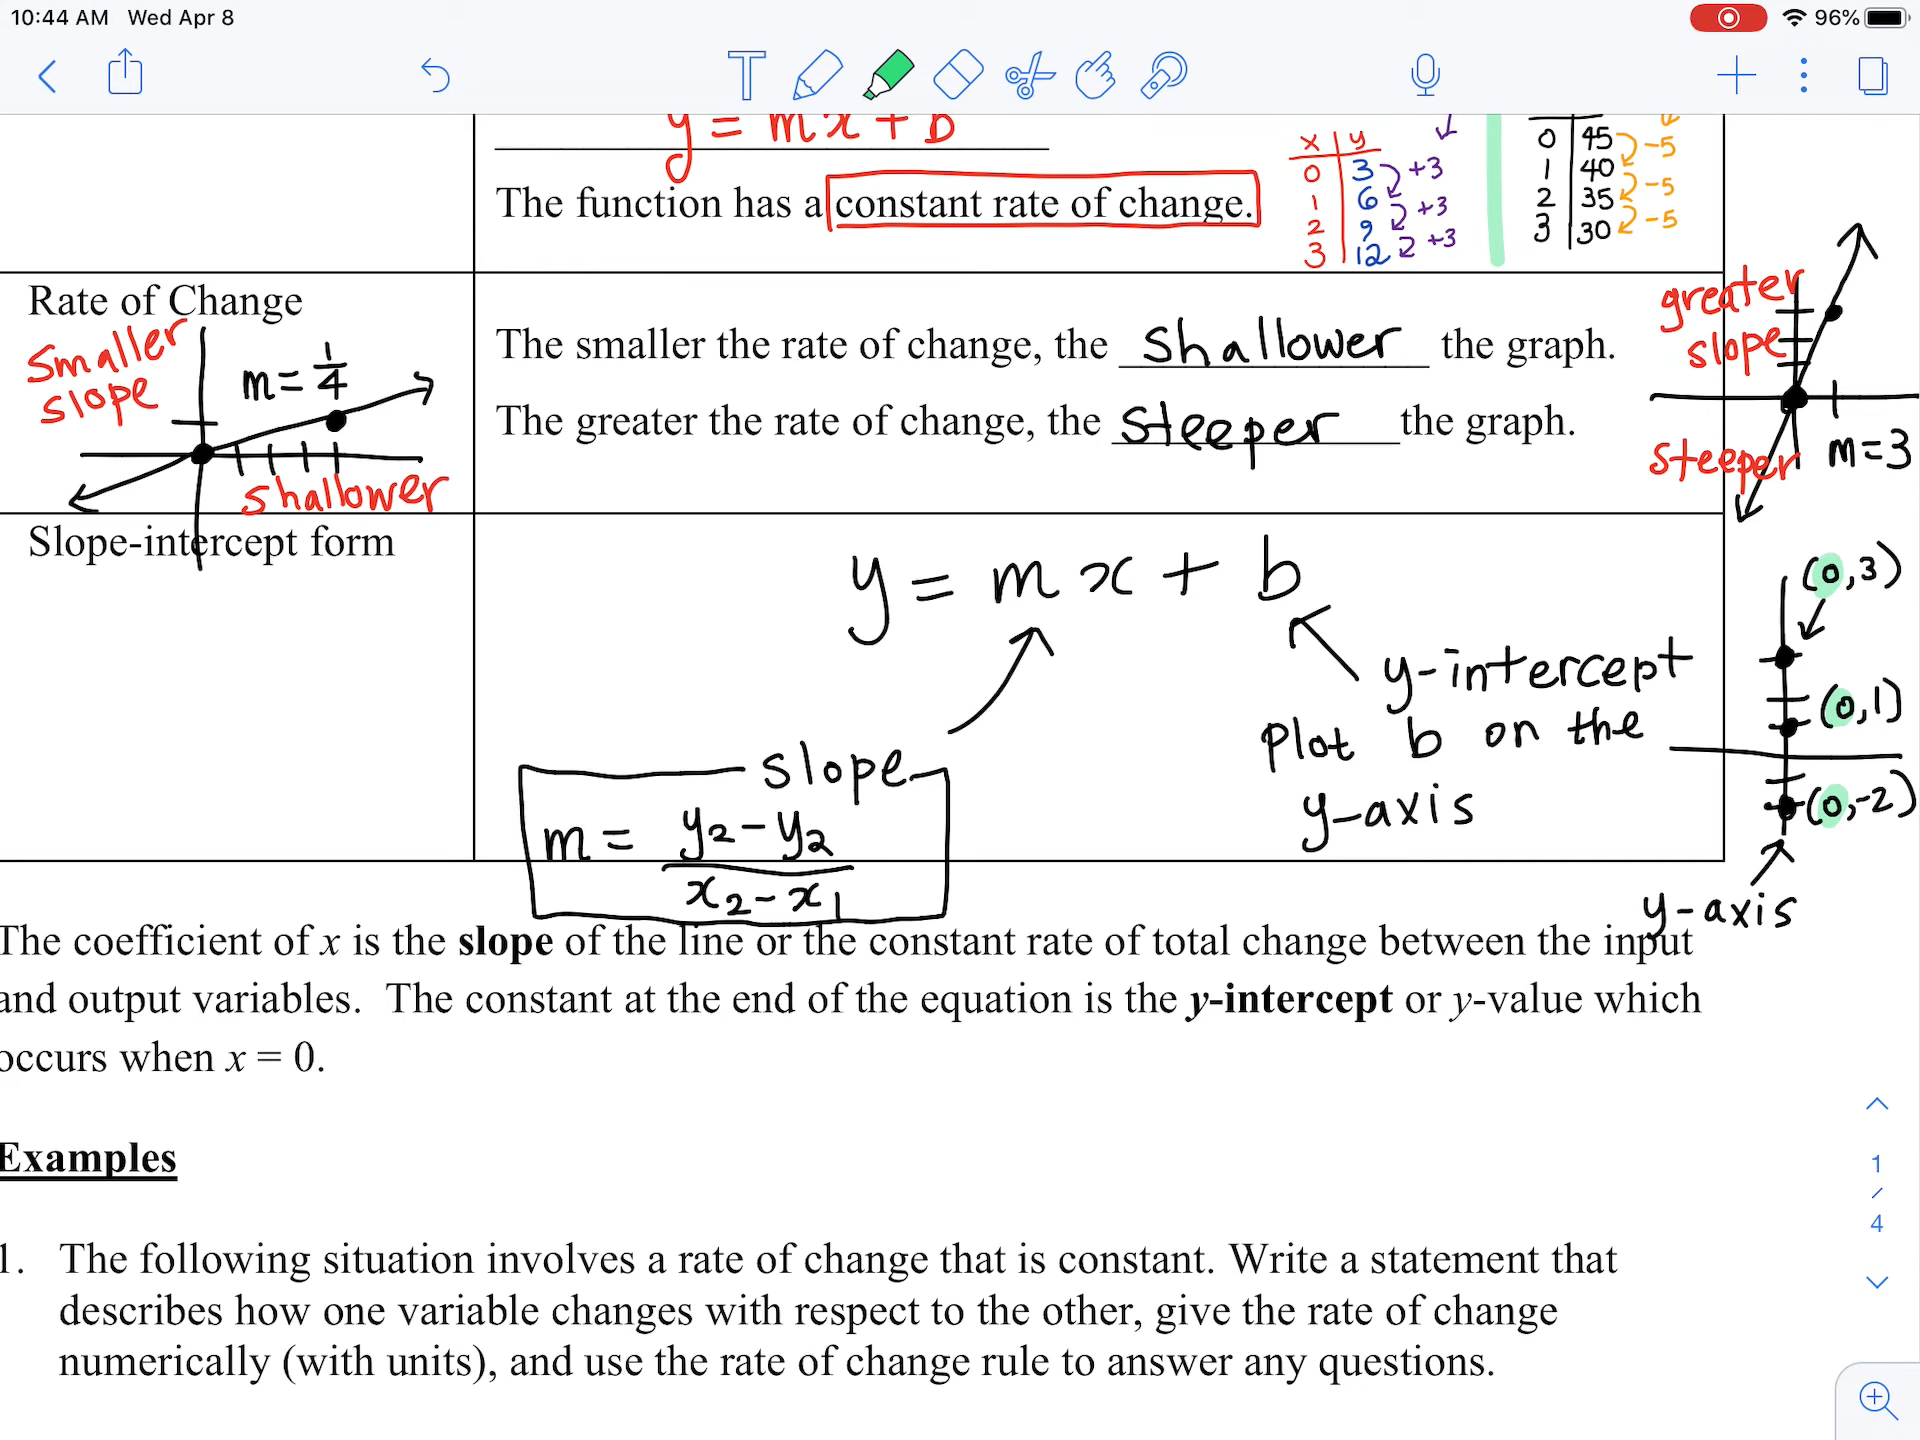 10:44 AM Wed Apr 8
96%
T
y = mx + b
The function has a constant rate of change.
x y
0 3 +3
1 6 +3
2 9 +3
3 12
0 45 -5
1 40 -5
2 35 -5
3 30
Rate of Change
smaller
slope
m = 1/4
shallower
The smaller the rate of change, the shallower the graph.
The greater the rate of change, the steeper the graph.
greater
slope
steeper
m=3
Slope-intercept form
y = mx + b
y-intercept
plot b on the
y-axis
slope
m = y2-y2
x2-x1
(0,3)
(0,1)
(0,-2)
y-axis
The coefficient of x is the slope of the line or the constant rate of total change between the input
and output variables. The constant at the end of the equation is the y-intercept or y-value which
occurs when x = 0.
Examples
1. The following situation involves a rate of change that is constant. Write a statement that
describes how one variable changes with respect to the other, give the rate of change
numerically (with units), and use the rate of change rule to answer any questions.
1
/
4